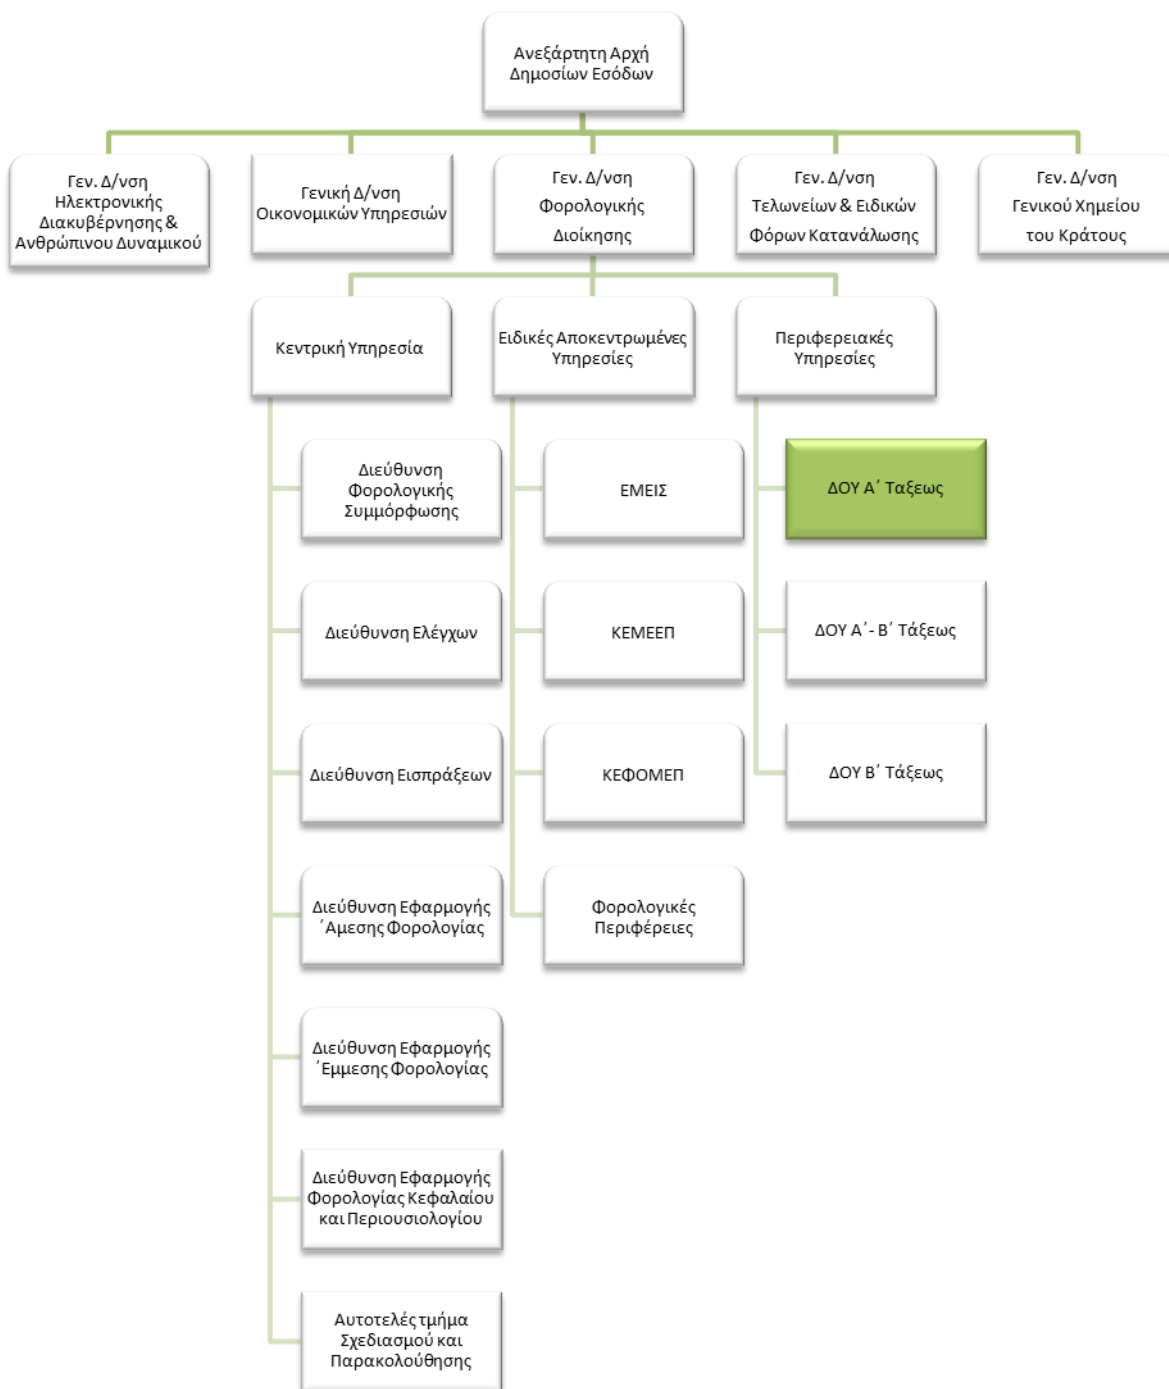 Ανεξάρτητη Αρχή
Δημοσίων Εσόδων
Γεν. Δ/νση
Ηλεκτρονικής
Διακυβέρνησης &
Ανθρώπινου Δυναμικού
Γενική Δ/νση
Οικονομικών Υπηρεσιών
Γεν. Δ/νση
Φορολογικής
Διοίκησης
Γεν. Δ/νση
Τελωνείων & Ειδικών
Φόρων Κατανάλωσης
Γεν. Δ/νση
Γενικού Χημείου
του Κράτους
Κεντρική Υπηρεσία
Ειδικές Αποκεντρωμένες
Υπηρεσίες
Περιφερειακές
Υπηρεσίες
Διεύθυνση
Φορολογικής
Συμμόρφωσης
ΕΜΕΙΣ
ΔΟΥ Α΄ Ταξεως
Διεύθυνση Ελέγχων
ΚΕΜΕΕΠ
ΔΟΥ Α΄- Β΄ Τάξεως
Διεύθυνση Εισπράξεων
ΚΕΦΟΜΕΠ
ΔΟΥ Β΄ Τάξεως
Διεύθυνση Εφαρμογής
΄Αμεσης Φορολογίας
Φορολογικές
Περιφέρειες
Διεύθυνση Εφαρμογής
΄Εμμεσης Φορολογίας
Διεύθυνση Εφαρμογής
Φορολογίας Κεφαλαίου
και Περιουσιολογίου
Αυτοτελές τμήμα
Σχεδιασμού και
Παρακολούθησης